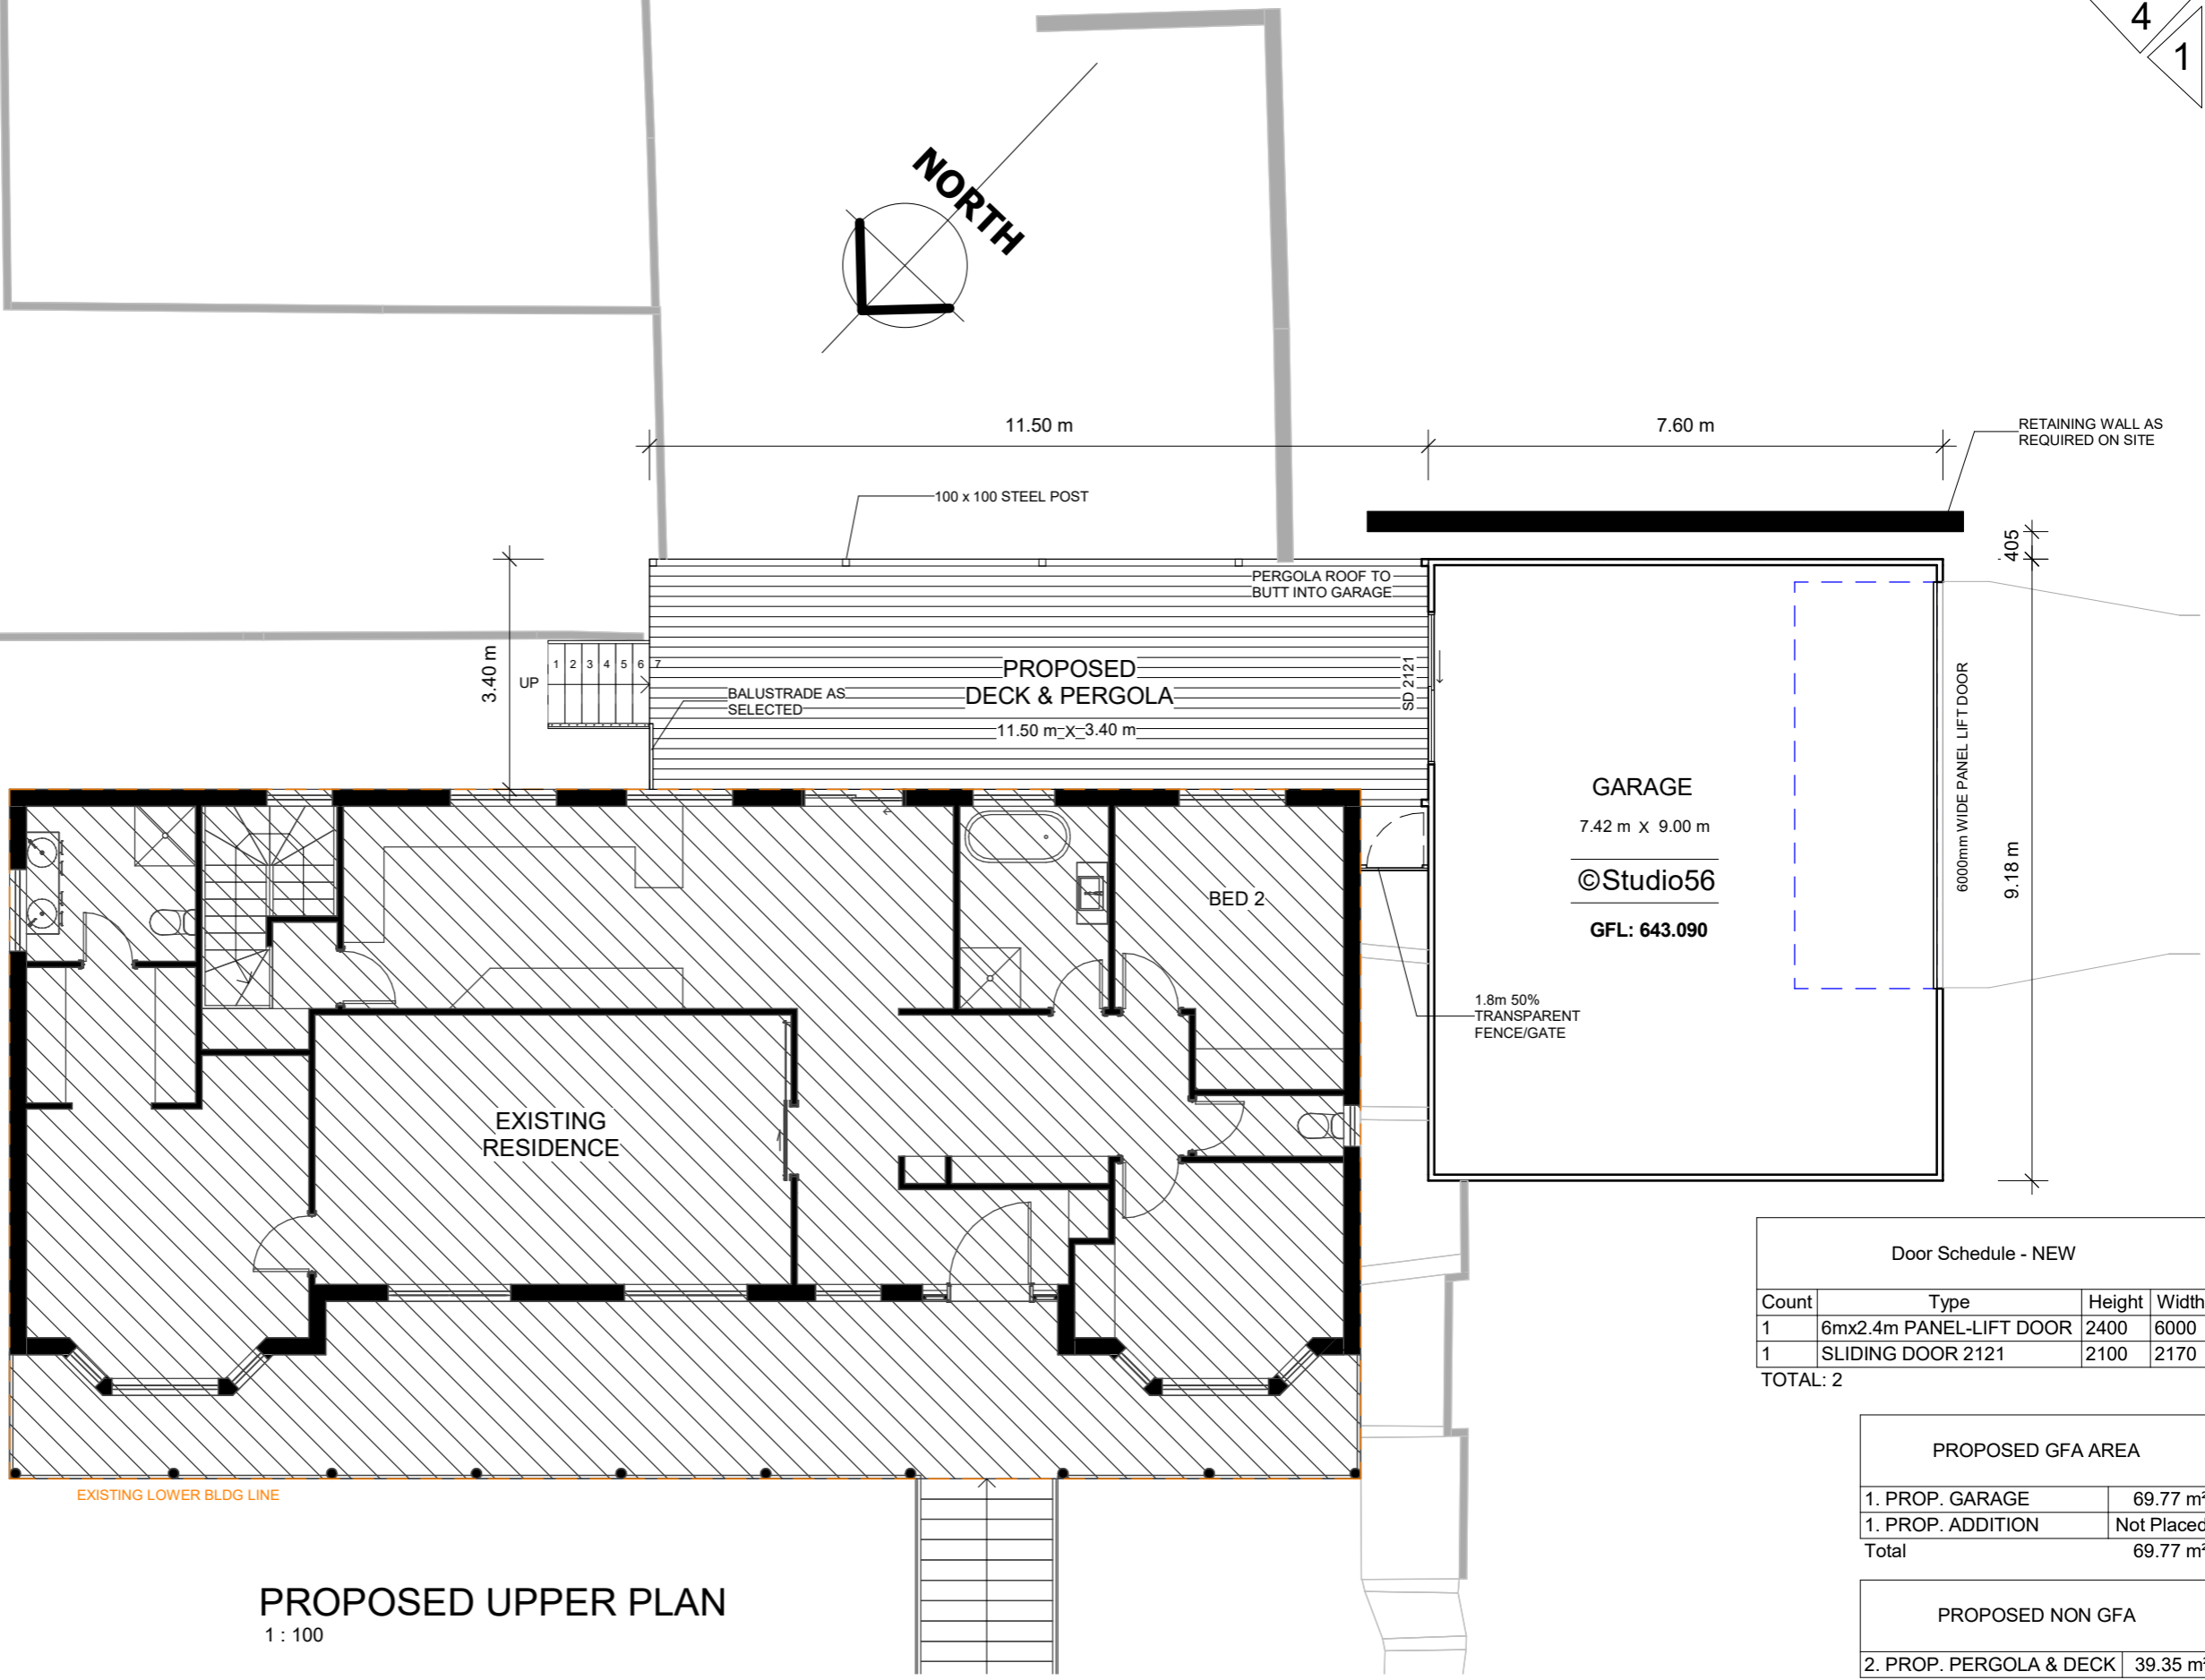 4
1
NORTH
11.50 m
7.60 m
RETAINING WALL AS
REQUIRED ON SITE
100 x 100 STEEL POST
405
PERGOLA ROOF TO
BUTT INTO GARAGE
3.40 m
UP
1 2 3 4 5 6 7
BALUSTRADE AS
SELECTED
PROPOSED
DECK & PERGOLA
11.50 m X 3.40 m
SD 2121
6000mm WIDE PANEL LIFT DOOR
9.18 m
GARAGE
7.42 m X 9.00 m
©Studio56
GFL: 643.090
BED 2
1.8m 50%
TRANSPARENT
FENCE/GATE
EXISTING
RESIDENCE
EXISTING LOWER BLDG LINE
PROPOSED UPPER PLAN
1 : 100
Door Schedule - NEW
Count Type Height Width
1 6mx2.4m PANEL-LIFT DOOR 2400 6000
1 SLIDING DOOR 2121 2100 2170
TOTAL: 2
PROPOSED GFA AREA
1. PROP. GARAGE 69.77 m²
1. PROP. ADDITION Not Placed
Total 69.77 m²
PROPOSED NON GFA
2. PROP. PERGOLA & DECK 39.35 m²